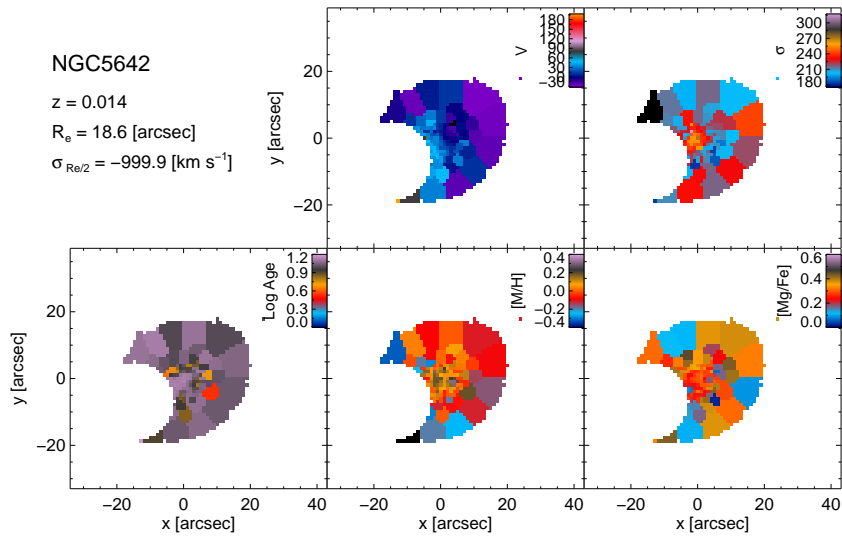 NGC5642
z = 0.014
R_e = 18.6 [arcsec]
σ_Re/2 = −999.9 [km s⁻¹]
V
180
150
120
90
60
30
0
−30
σ
300
270
240
210
180
y [arcsec]
20
0
−20
Log Age
1.2
0.9
0.6
0.3
0.0
[M/H]
0.4
0.2
0.0
−0.2
−0.4
[Mg/Fe]
0.6
0.4
0.2
0.0
y [arcsec]
20
0
−20
−20 0 20 40
−20 0 20 40
−20 0 20 40
x [arcsec]
x [arcsec]
x [arcsec]